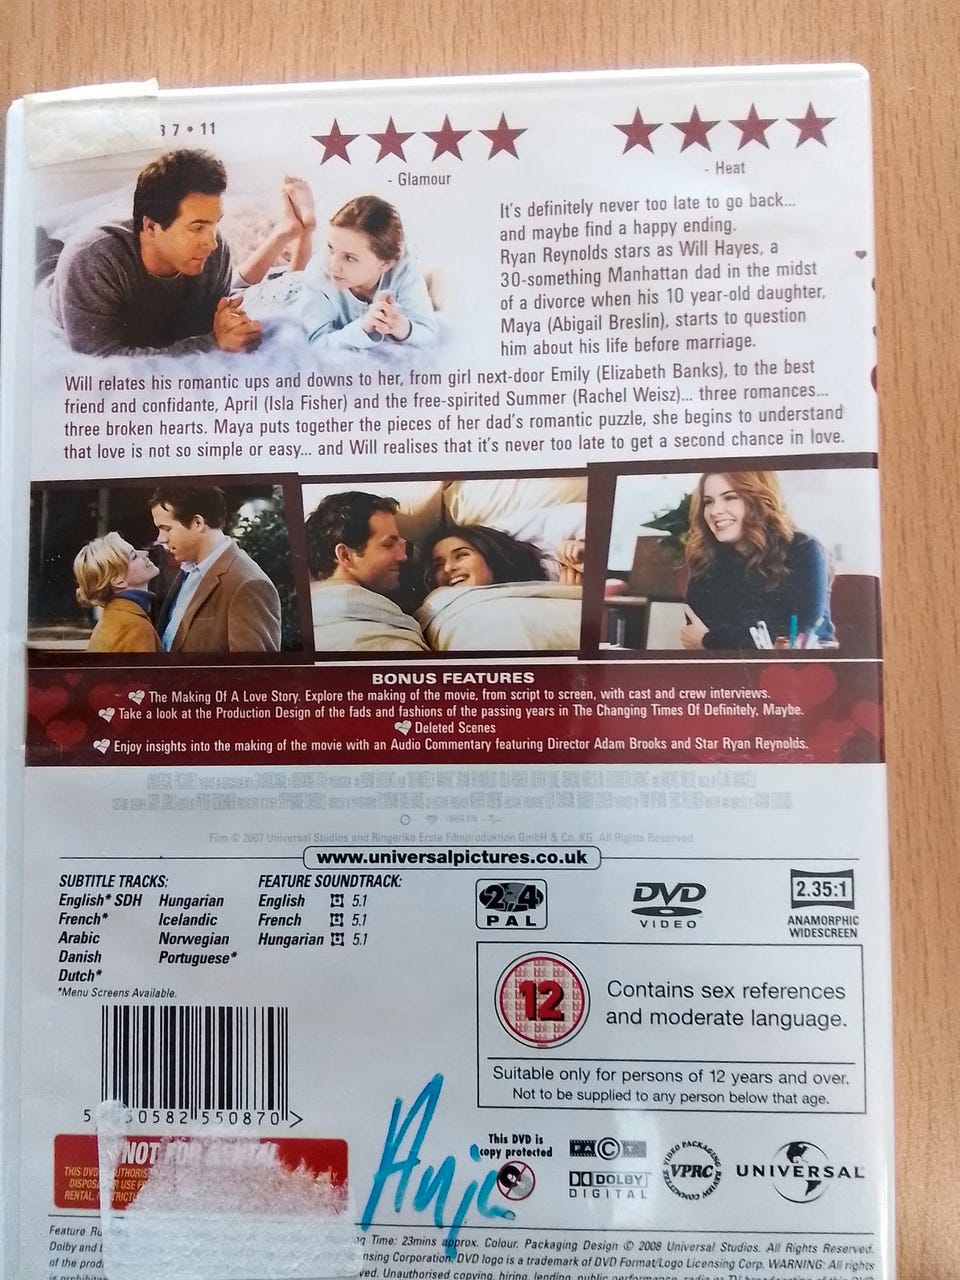 37•11
- Glamour
- Heat
It's definitely never too late to go back...
and maybe find a happy ending.
Ryan Reynolds stars as Will Hayes, a
30-something Manhattan dad in the midst
of a divorce when his 10 year-old daughter,
Maya (Abigail Breslin), starts to question
him about his life before marriage.
Will relates his romantic ups and downs to her, from girl next-door Emily (Elizabeth Banks), to the best
friend and confidante, April (Isla Fisher) and the free-spirited Summer (Rachel Weisz)... three romances...
three broken hearts. Maya puts together the pieces of her dad's romantic puzzle, she begins to understand
that love is not so simple or easy... and Will realises that it's never too late to get a second chance in love.
BONUS FEATURES
The Making Of A Love Story. Explore the making of the movie, from script to screen, with cast and crew interviews.
Take a look at the Production Design of the fads and fashions of the passing years in The Changing Times Of Definitely, Maybe.
Deleted Scenes
Enjoy insights into the making of the movie with an Audio Commentary featuring Director Adam Brooks and Star Ryan Reynolds.
Film © 2007 Universal Studios and Ringerike Erste Filmproduktion GmbH & Co. KG. All Rights Reserved.
www.universalpictures.co.uk
SUBTITLE TRACKS:
English* SDH Hungarian
French* Icelandic
Arabic Norwegian
Danish Portuguese*
Dutch*
*Menu Screens Available.
FEATURE SOUNDTRACK:
English 5.1
French 5.1
Hungarian 5.1
2,4
PAL
DVD
VIDEO
2.35:1
ANAMORPHIC
WIDESCREEN
12
Contains sex references
and moderate language.
Suitable only for persons of 12 years and over.
Not to be supplied to any person below that age.
5 050582 550870 >
NOT FOR RENTAL
THIS DVD
DISPOS
RENTAL.
This DVD is
copy protected
DOLBY
DIGITAL
VIDEO PACKAGING
VPRC
REVIEW COMMITTEE
UNIVERSAL
Feature
Time: 23mins approx. Colour. Packaging Design © 2008 Universal Studios. All Rights Reserved.
Dolby and
nsing Corporation. DVD logo is a trademark of DVD Format/Logo Licensing Corp. WARNING: All rights
of the prod
ved. Unauthorised copying, hiring, lending, public performance, radio or TV